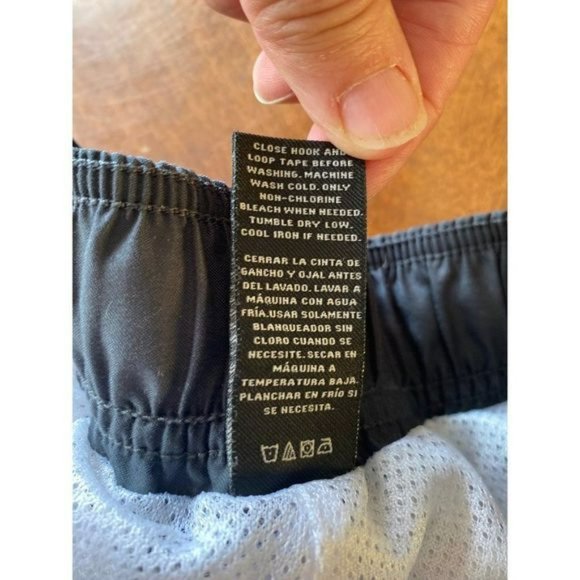 CLOSE HOOK AND
LOOP TAPE BEFORE
WASHING. MACHINE
WASH COLD. ONLY
NON-CHLORINE
BLEACH WHEN NEEDED.
TUMBLE DRY LOW.
COOL IRON IF NEEDED.
CERRAR LA CINTA DE
GANCHO Y OJAL ANTES
DEL LAVADO. LAVAR A
MÁQUINA CON AGUA
FRÍA.USAR SOLAMENTE
BLANQUEADOR SIN
CLORO CUANDO SE
NECESITE. SECAR EN
MÁQUINA A
TEMPERATURA BAJA.
PLANCHAR EN FRÍO SI
SE NECESITA.